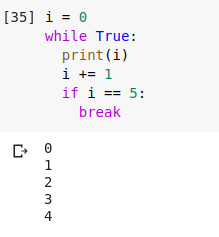 [35] i = 0
while True:
  print(i)
  i += 1
  if i == 5:
    break
0
1
2
3
4